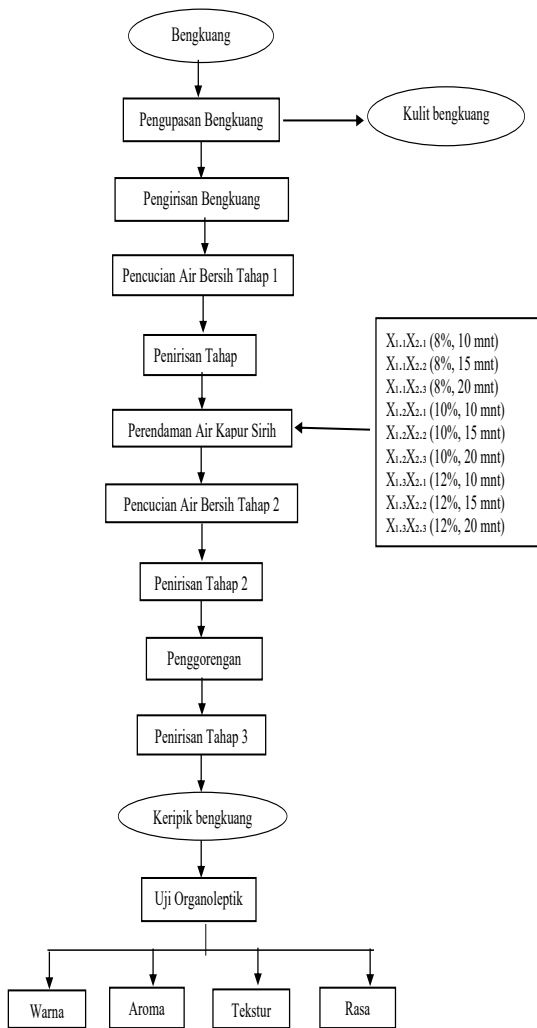 Bengkuang
Pengupasan Bengkuang
Kulit bengkuang
Pengirisan Bengkuang
Pencucian Air Bersih Tahap 1
Penirisan Tahap
Perendaman Air Kapur Sirih
X₁.₁X₂.₁ (8%, 10 mnt)
X₁.₁X₂.₂ (8%, 15 mnt)
X₁.₁X₂.₃ (8%, 20 mnt)
X₁.₂X₂.₁ (10%, 10 mnt)
X₁.₂X₂.₂ (10%, 15 mnt)
X₁.₂X₂.₃ (10%, 20 mnt)
X₁.₃X₂.₁ (12%, 10 mnt)
X₁.₃X₂.₂ (12%, 15 mnt)
X₁.₃X₂.₃ (12%, 20 mnt)
Pencucian Air Bersih Tahap 2
Penirisan Tahap 2
Penggorengan
Penirisan Tahap 3
Keripik bengkuang
Uji Organoleptik
Warna
Aroma
Tekstur
Rasa